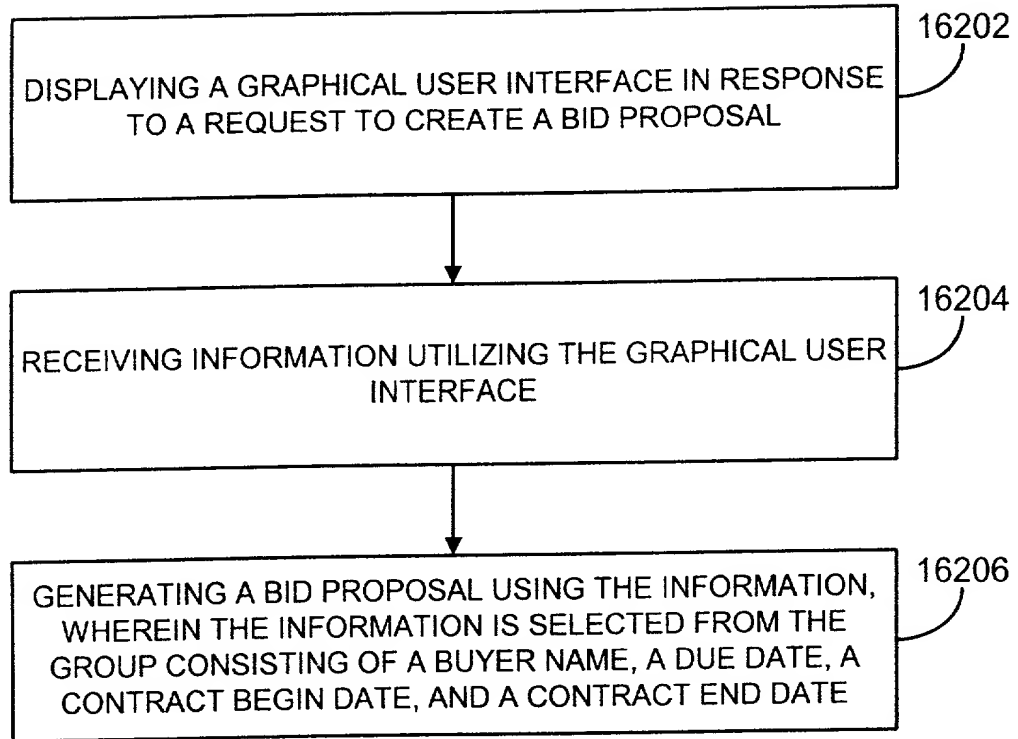 16202
DISPLAYING A GRAPHICAL USER INTERFACE IN RESPONSE
TO A REQUEST TO CREATE A BID PROPOSAL
16204
RECEIVING INFORMATION UTILIZING THE GRAPHICAL USER
INTERFACE
16206
GENERATING A BID PROPOSAL USING THE INFORMATION,
WHEREIN THE INFORMATION IS SELECTED FROM THE
GROUP CONSISTING OF A BUYER NAME, A DUE DATE, A
CONTRACT BEGIN DATE, AND A CONTRACT END DATE